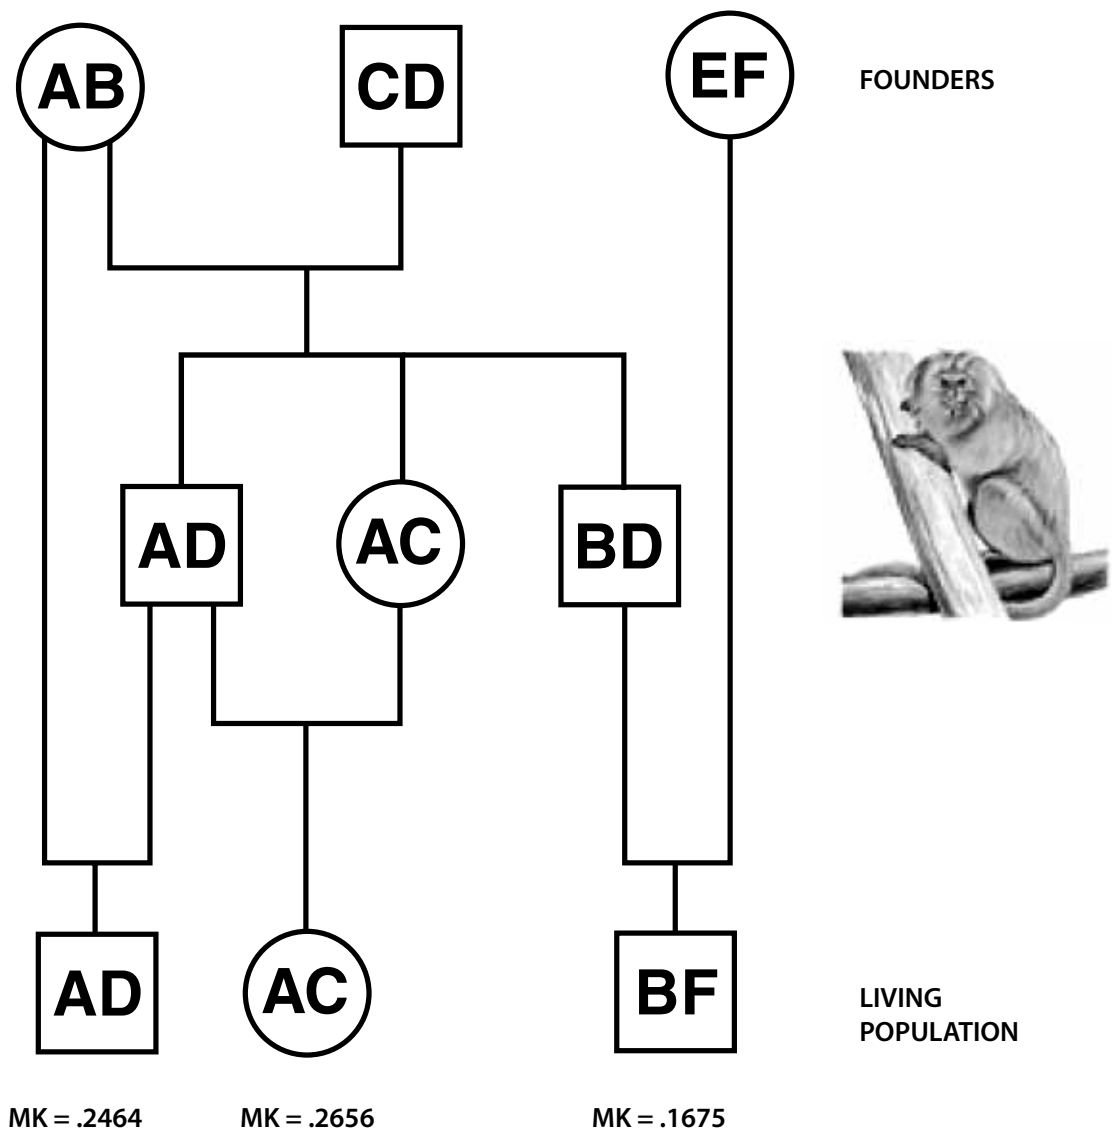 AB
CD
EF
FOUNDERS
AD
AC
BD
AD
AC
BF
LIVING
POPULATION
MK = .2464
MK = .2656
MK = .1675